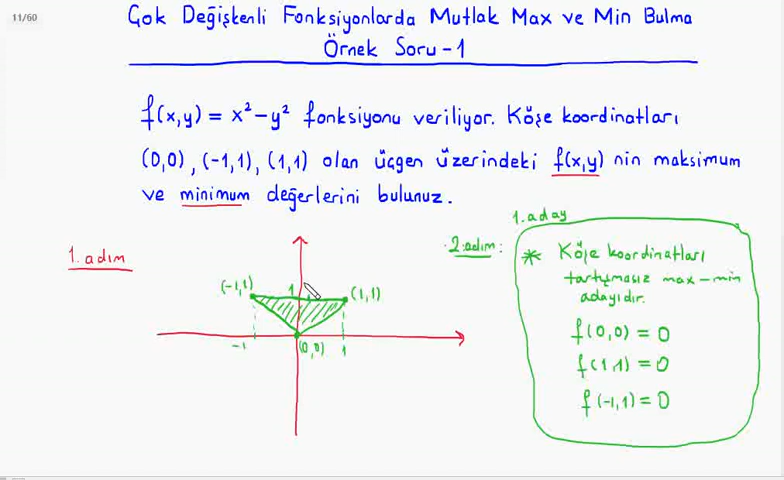 11/60
Çok Değişkenli Fonksiyonlarda Mutlak Max ve Min Bulma
Örnek Soru-1
f(x,y) = x² - y² fonksiyonu veriliyor. Köşe koordinatları
(0,0), (-1,1), (1,1) olan üçgen üzerindeki f(x,y) nin maksimum
ve minimum değerlerini bulunuz.
1. adım
(-1,1) 1 (1,1)
-1 (0,0) 1
2. adım:
1. aday
* Köşe koordinatları
tartışmasız max-min
adayıdır.
f(0,0) = 0
f(1,1) = 0
f(-1,1) = 0